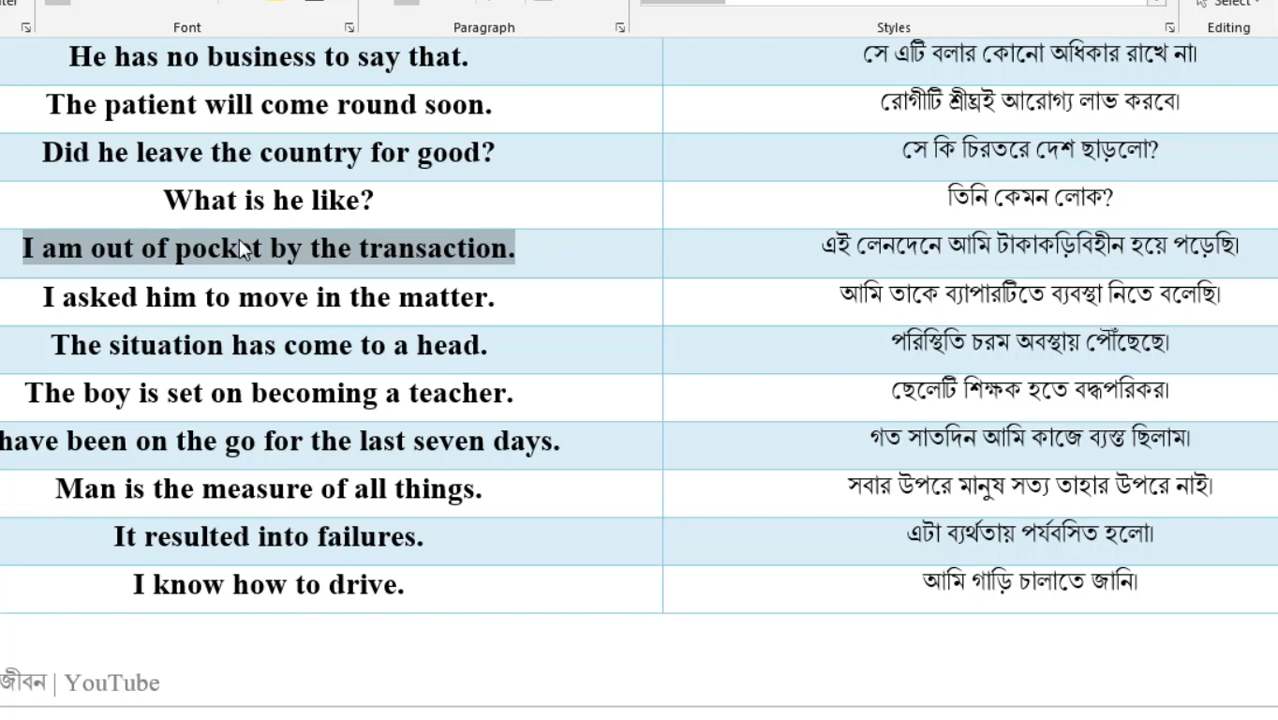 Font Paragraph Styles Editing
He has no business to say that. সে এটি বলার কোনো অধিকার রাখে না।
The patient will come round soon. রোগীটি শ্রীঘ্রই আরোগ্য লাভ করবে।
Did he leave the country for good? সে কি চিরতরে দেশ ছাড়লো?
What is he like? তিনি কেমন লোক?
I am out of pocket by the transaction. এই লেনদেনে আমি টাকাকড়িবিহীন হয়ে পড়েছি।
I asked him to move in the matter. আমি তাকে ব্যাপারটিতে ব্যবস্থা নিতে বলেছি।
The situation has come to a head. পরিস্থিতি চরম অবস্থায় পৌঁছেছে।
The boy is set on becoming a teacher. ছেলেটি শিক্ষক হতে বদ্ধপরিকর।
have been on the go for the last seven days. গত সাতদিন আমি কাজে ব্যস্ত ছিলাম।
Man is the measure of all things. সবার উপরে মানুষ সত্য তাহার উপরে নাই।
It resulted into failures. এটা ব্যর্থতায় পর্যবসিত হলো।
I know how to drive. আমি গাড়ি চালাতে জানি।
জীবন | YouTube